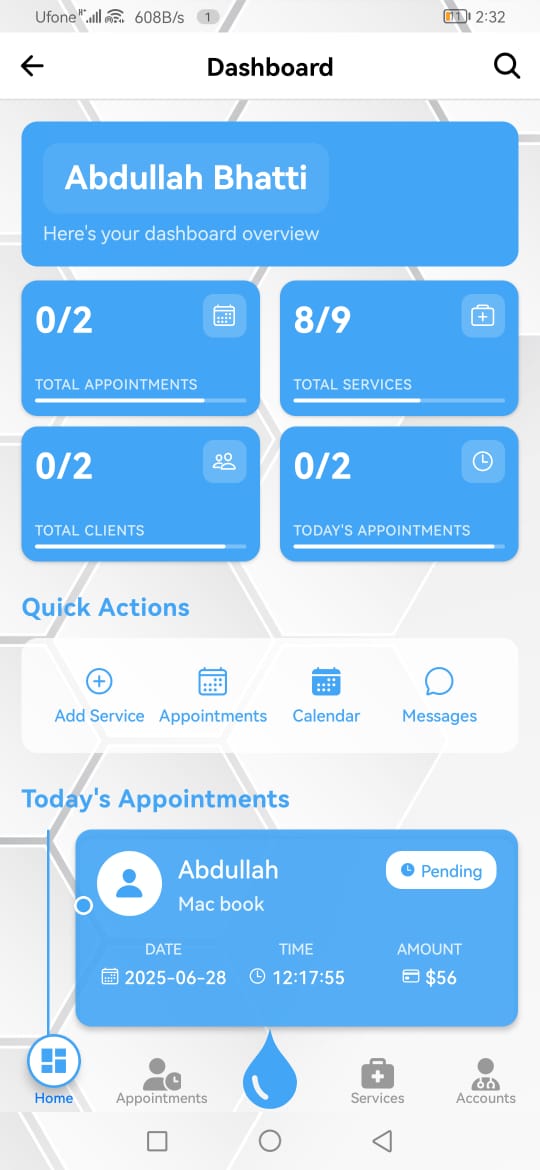 Ufone H+ 608B/s 1 11 2:32
Dashboard
Abdullah Bhatti
Here's your dashboard overview
0/2 8/9
TOTAL APPOINTMENTS TOTAL SERVICES
0/2 0/2
TOTAL CLIENTS TODAY'S APPOINTMENTS
Quick Actions
Add Service Appointments Calendar Messages
Today's Appointments
Abdullah Pending
Mac book
DATE TIME AMOUNT
2025-06-28 12:17:55 $56
Home Appointments Services Accounts